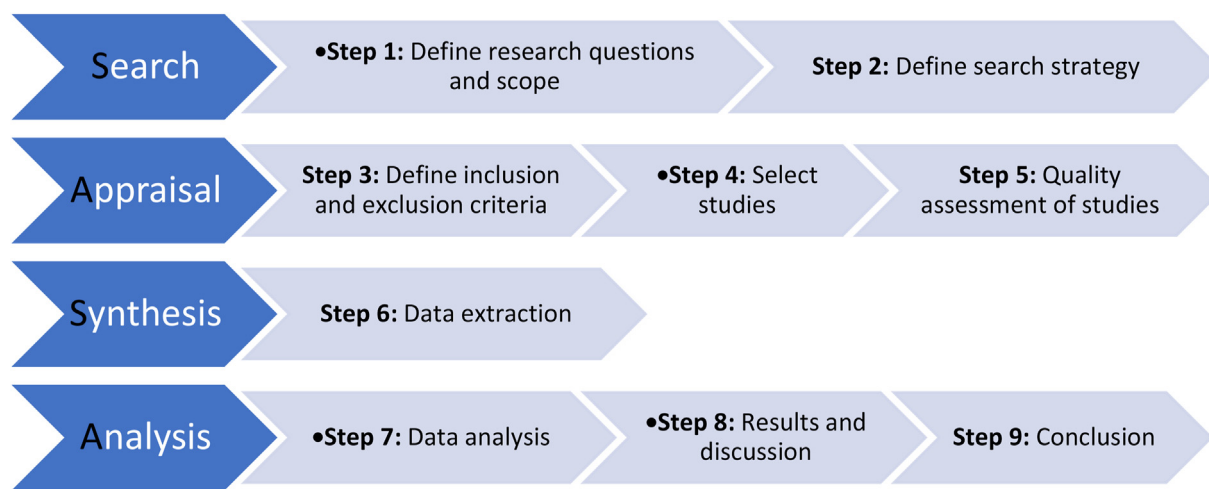 Search
•Step 1: Define research questions
and scope
Step 2: Define search strategy
Appraisal
Step 3: Define inclusion
and exclusion criteria
•Step 4: Select
studies
Step 5: Quality
assessment of studies
Synthesis
Step 6: Data extraction
Analysis
•Step 7: Data analysis
•Step 8: Results and
discussion
Step 9: Conclusion